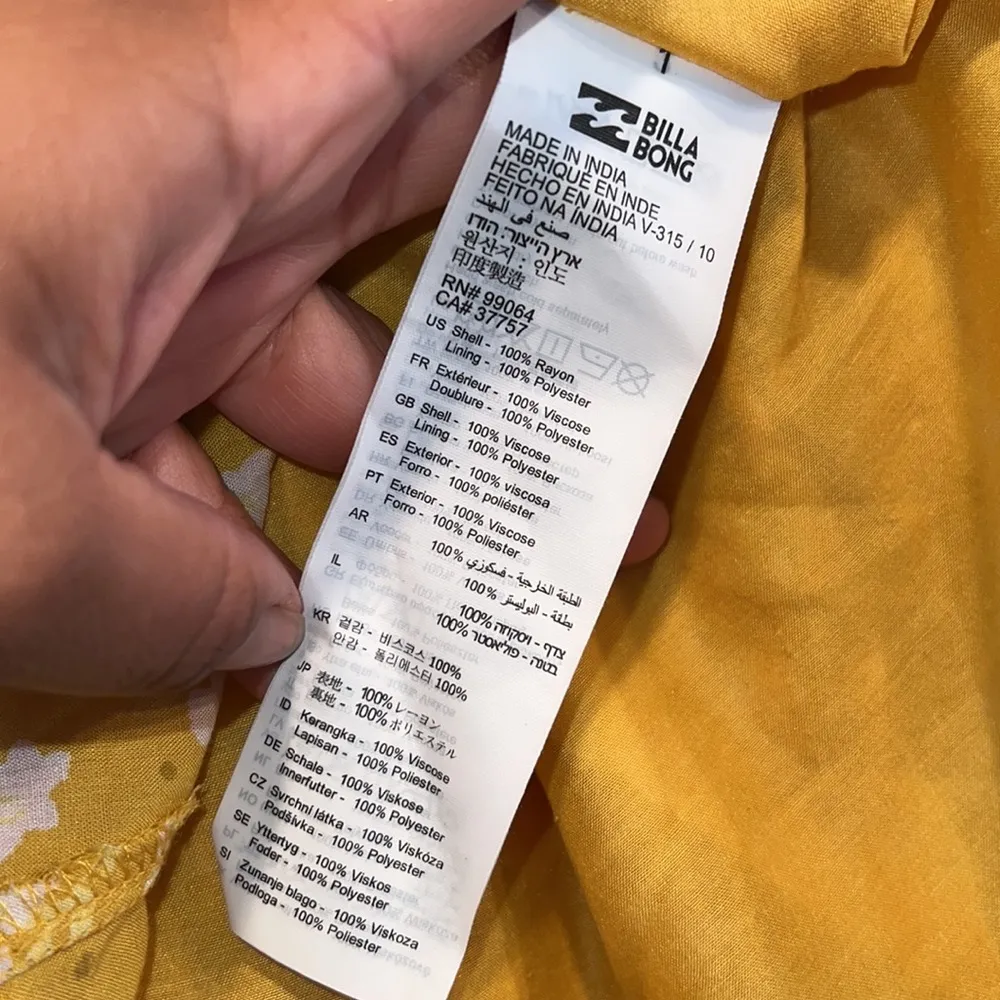 BILLA
BONG
MADE IN INDIA
FABRIQUÉ EN INDE
HECHO EN INDIA V-315 / 10
FEITO NA ÍNDIA
صنع في الهند
ארץ הייצור: הודו
원산지 : 인도
印度製造
RN# 99064
CA# 37757
US Shell - 100% Rayon
Lining - 100% Polyester
FR Extérieur - 100% Viscose
Doublure - 100% Polyester
GB Shell - 100% Viscose
Lining - 100% Polyester
ES Exterior - 100% viscosa
Forro - 100% poliéster
PT Exterior - 100% Viscose
Forro - 100% Poliester
AR
الطبقة الخارجية - فسكوزي %100
بطقة - البوليستر %100
IL
צדף - ויסקוזה 100%
בטנה - פוליאסטר 100%
KR 겉감 - 비스코스 100%
안감 - 폴리에스터 100%
JP 表地 - 100% レーヨン
裏地 - 100% ポリエステル
ID Kerangka - 100% Viscose
Lapisan - 100% Poliester
DE Schale - 100% Viskose
Innerfutter - 100% Polyester
CZ Svrchní látka - 100% Viskóza
Podšívka - 100% Polyester
SE Yttertyg - 100% Viskos
Foder - 100% Polyester
SI Zunanje blago - 100% Viskoza
Podloga - 100% Poliester